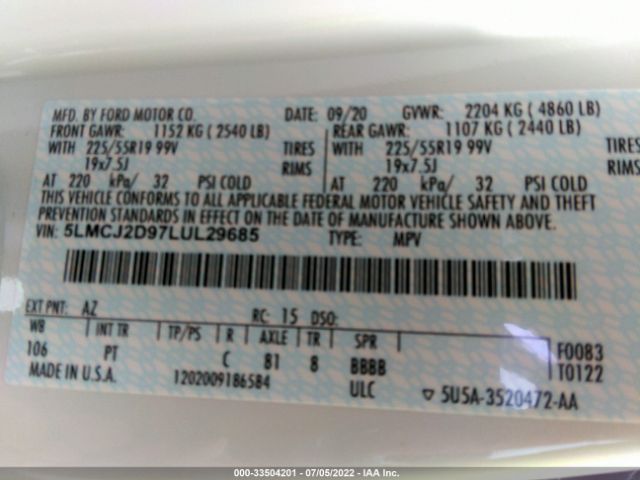 MFD. BY FORD MOTOR CO. DATE: 09/20 GVWR: 2204 KG ( 4860 LB)
FRONT GAWR: 1152 KG ( 2540 LB) REAR GAWR: 1107 KG ( 2440 LB)
WITH 225/55R19 99V TIRES WITH 225/55R19 99V TIRES
19x7.5J RIMS 19x7.5J RIMS
AT 220 kPa/ 32 PSI COLD AT 220 kPa/ 32 PSI COLD
THIS VEHICLE CONFORMS TO ALL APPLICABLE FEDERAL MOTOR VEHICLE SAFETY AND THEFT
PREVENTION STANDARDS IN EFFECT ON THE DATE OF MANUFACTURE SHOWN ABOVE.
VIN: 5LMCJ2D97LUL29685 TYPE: MPV
EXT PNT: AZ RC: 15 DSO:
WB INT TR TP/PS R AXLE TR SPR
106 PT C 81 8 BBBB F0083
MADE IN U.S.A. 1202009186584 ULC T0122
▽ 5U5A-3520472-AA
000-33504201 - 07/05/2022 - IAA Inc.